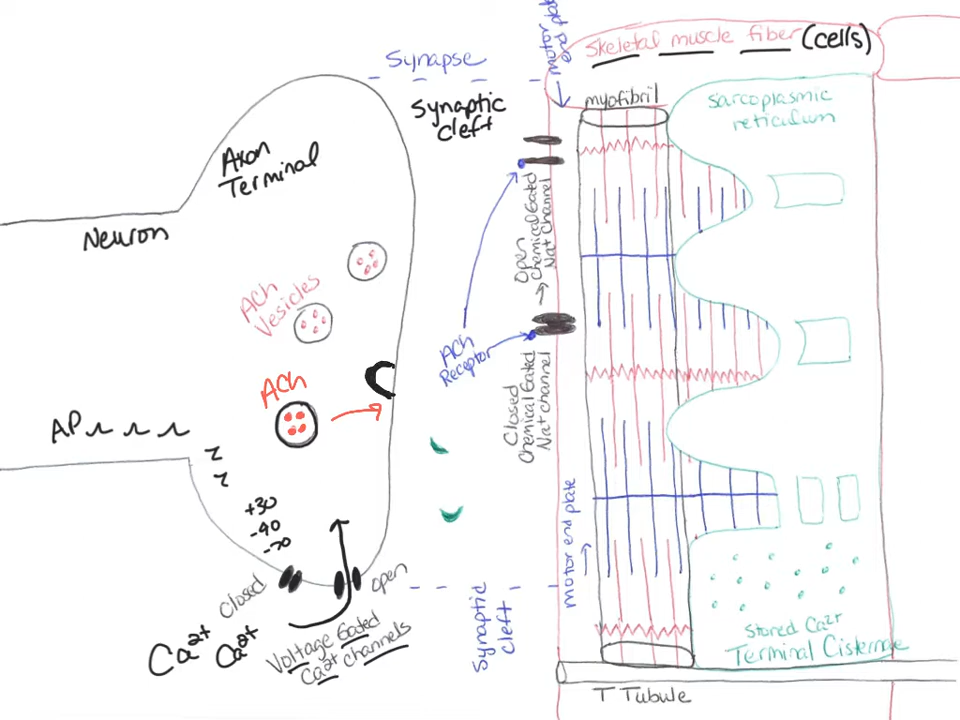 Synapse
Synaptic
cleft
motor
end plate
Skeletal muscle fiber (cells)
myofibril
Sarcoplasmic
reticulum
Axon
Terminal
Neuron
ACh
Vesicles
Open
Chemical Gated
Na+ Channel
ACh
Receptor
Closed
Chemical Gated
Na+ channel
ACh
AP
+30
-40
-70
closed
open
Ca2+
Ca2+
Voltage Gated
Ca2+ channels
Synaptic
cleft
motor end plate
Stored Ca2+
Terminal Cisternae
T Tubule